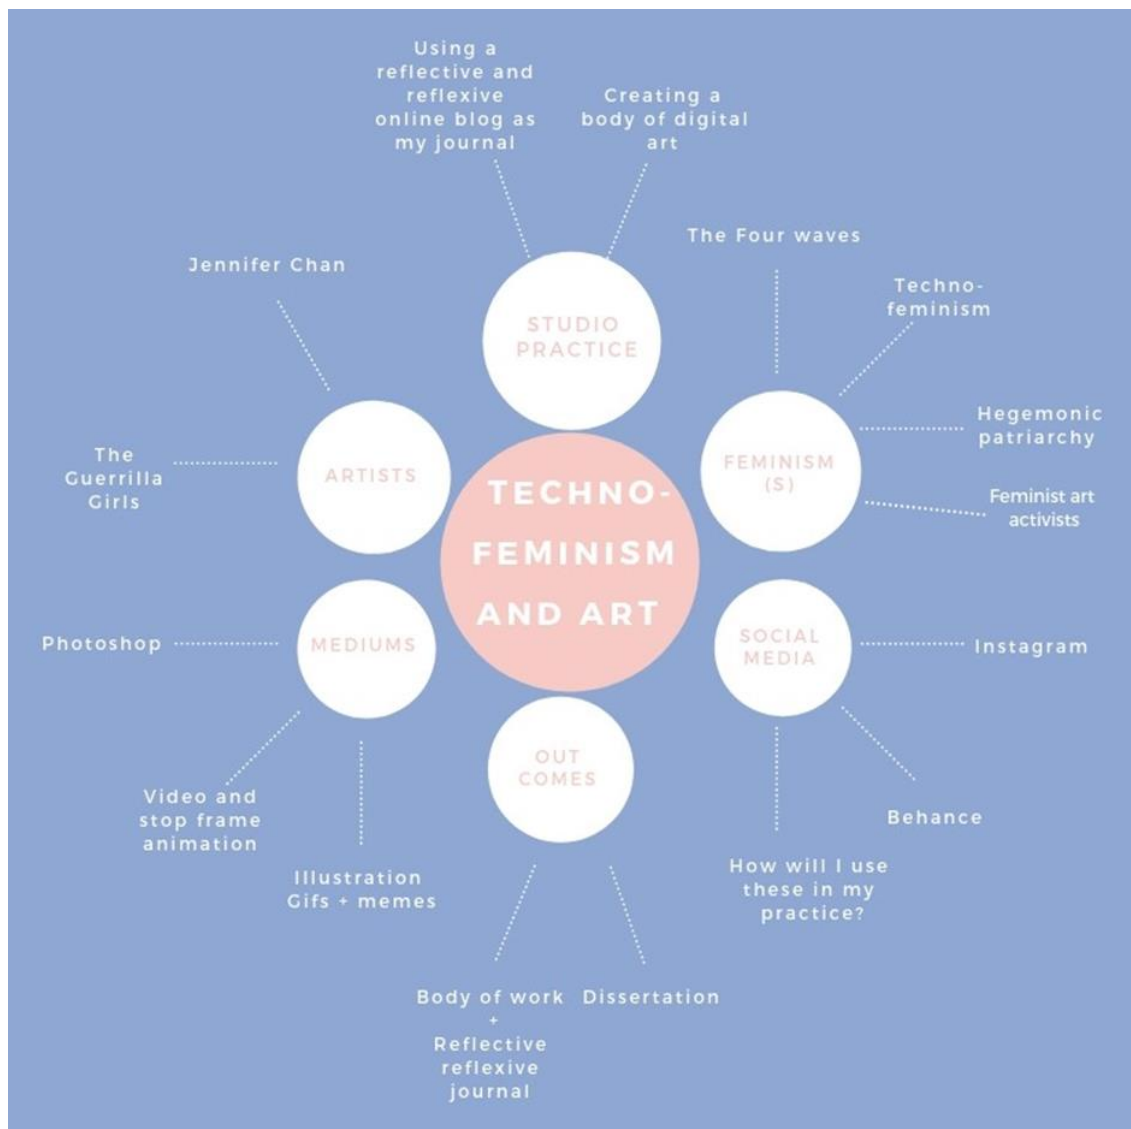 Using a
reflective and
reflexive
online blog as
my journal
Creating a
body of digital
art
STUDIO
PRACTICE
The Four waves
Techno-
feminism
Hegemonic
patriarchy
Feminist art
activists
FEMINISM
(S)
Jennifer Chan
The
Guerrilla
Girls
ARTISTS
TECHNO-
FEMINISM
AND ART
Photoshop
MEDIUMS
Video and
stop frame
animation
Illustration
Gifs + memes
SOCIAL
MEDIA
Instagram
Behance
How will I use
these in my
practice?
OUT
COMES
Body of work
+
Reflective
reflexive
journal
Dissertation